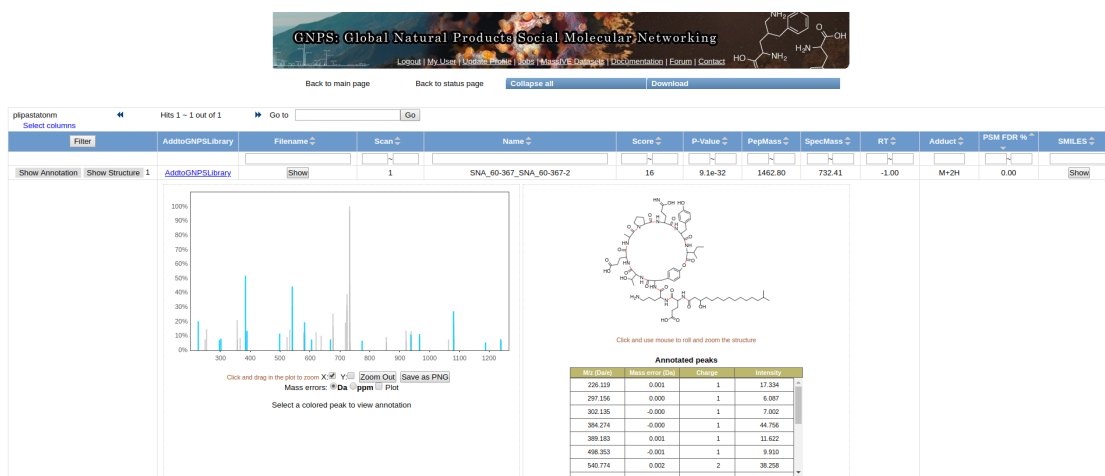 GNPS: Global Natural Products Social Molecular Networking
Logout | My User | Update Profile | Jobs | MassIVE Datasets | Documentation | Forum | Contact
Back to main page Back to status page Collapse all Download
plipastatonm Hits 1 ~ 1 out of 1 Go to Go
Select columns
Filter AddtoGNPSLibrary Filename Scan Name Score P-Value PepMass SpecMass RT Adduct PSM FDR % SMILES
~ ~ ~ ~ ~ ~ ~
Show Annotation Show Structure 1 AddtoGNPSLibrary Show 1 SNA_60-367_SNA_60-367-2 16 9.1e-32 1462.80 732.41 -1.00 M+2H 0.00 Show
100%
90%
80%
70%
60%
50%
40%
30%
20%
10%
0%
300 400 500 600 700 800 900 1000 1100 1200
Click and drag in the plot to zoom X: Y: Zoom Out Save as PNG
Mass errors: Da ppm Plot
Select a colored peak to view annotation
Click and use mouse to roll and zoom the structure
Annotated peaks
M/z (Da/e) Mass error (Da) Charge Intensity
226.119 0.001 1 17.334
297.156 0.000 1 6.087
302.135 -0.000 1 7.002
384.274 -0.000 1 44.756
389.183 0.001 1 11.622
498.353 -0.001 1 9.910
540.774 0.002 2 38.258